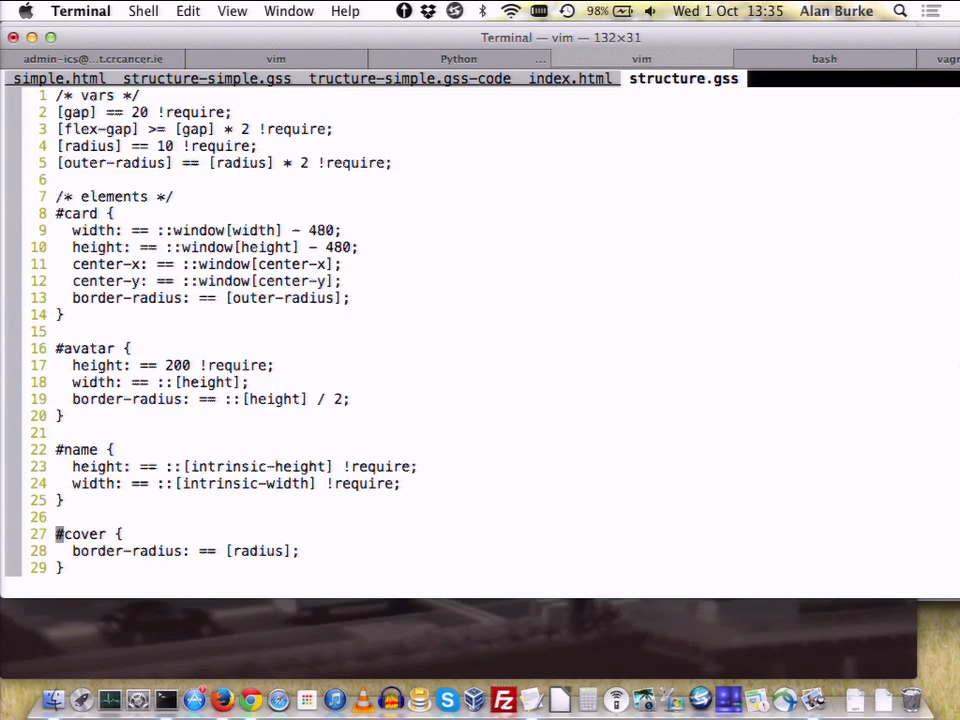 Terminal Shell Edit View Window Help 98% Wed 1 Oct 13:35 Alan Burke
Terminal — vim — 132×31
admin-ics@...t.crcancer.ie vim Python ... vim bash vagr
simple.html structure-simple.gss tructure-simple.gss-code index.html structure.gss
1 /* vars */
2 [gap] == 20 !require;
3 [flex-gap] >= [gap] * 2 !require;
4 [radius] == 10 !require;
5 [outer-radius] == [radius] * 2 !require;
6
7 /* elements */
8 #card {
9 width: == ::window[width] - 480;
10 height: == ::window[height] - 480;
11 center-x: == ::window[center-x];
12 center-y: == ::window[center-y];
13 border-radius: == [outer-radius];
14 }
15
16 #avatar {
17 height: == 200 !require;
18 width: == ::[height];
19 border-radius: == ::[height] / 2;
20 }
21
22 #name {
23 height: == ::[intrinsic-height] !require;
24 width: == ::[intrinsic-width] !require;
25 }
26
27 #cover {
28 border-radius: == [radius];
29 }